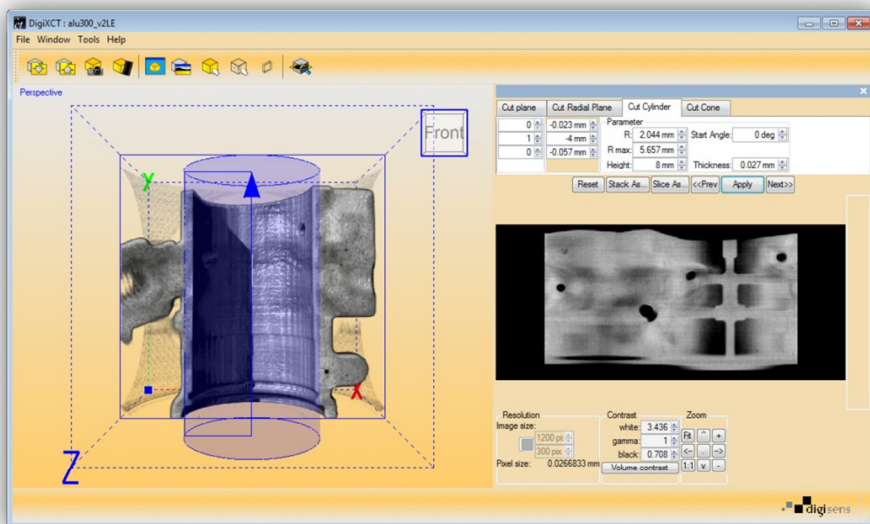 DigiXCT : alu300_v2LE
File Window Tools Help
Perspective
Front
y
X
Z
Cut plane Cut Radial Plane Cut Cylinder Cut Cone
0 -0.023 mm
1 -4 mm
0 -0.057 mm
Parameter
R: 2.044 mm Start Angle: 0 deg
R max: 5.657 mm
Height: 8 mm Thickness: 0.027 mm
Reset Stack As... Slice As... <<Prev Apply Next>>
Resolution
Image size:
1200 pix
300 pix
Pixel size: 0.0266833 mm
Contrast
white: 3.436
gamma: 1
black: 0.708
Volume contrast
Zoom
Fit ^ +
<-- . -->
1:1 v -
digisens